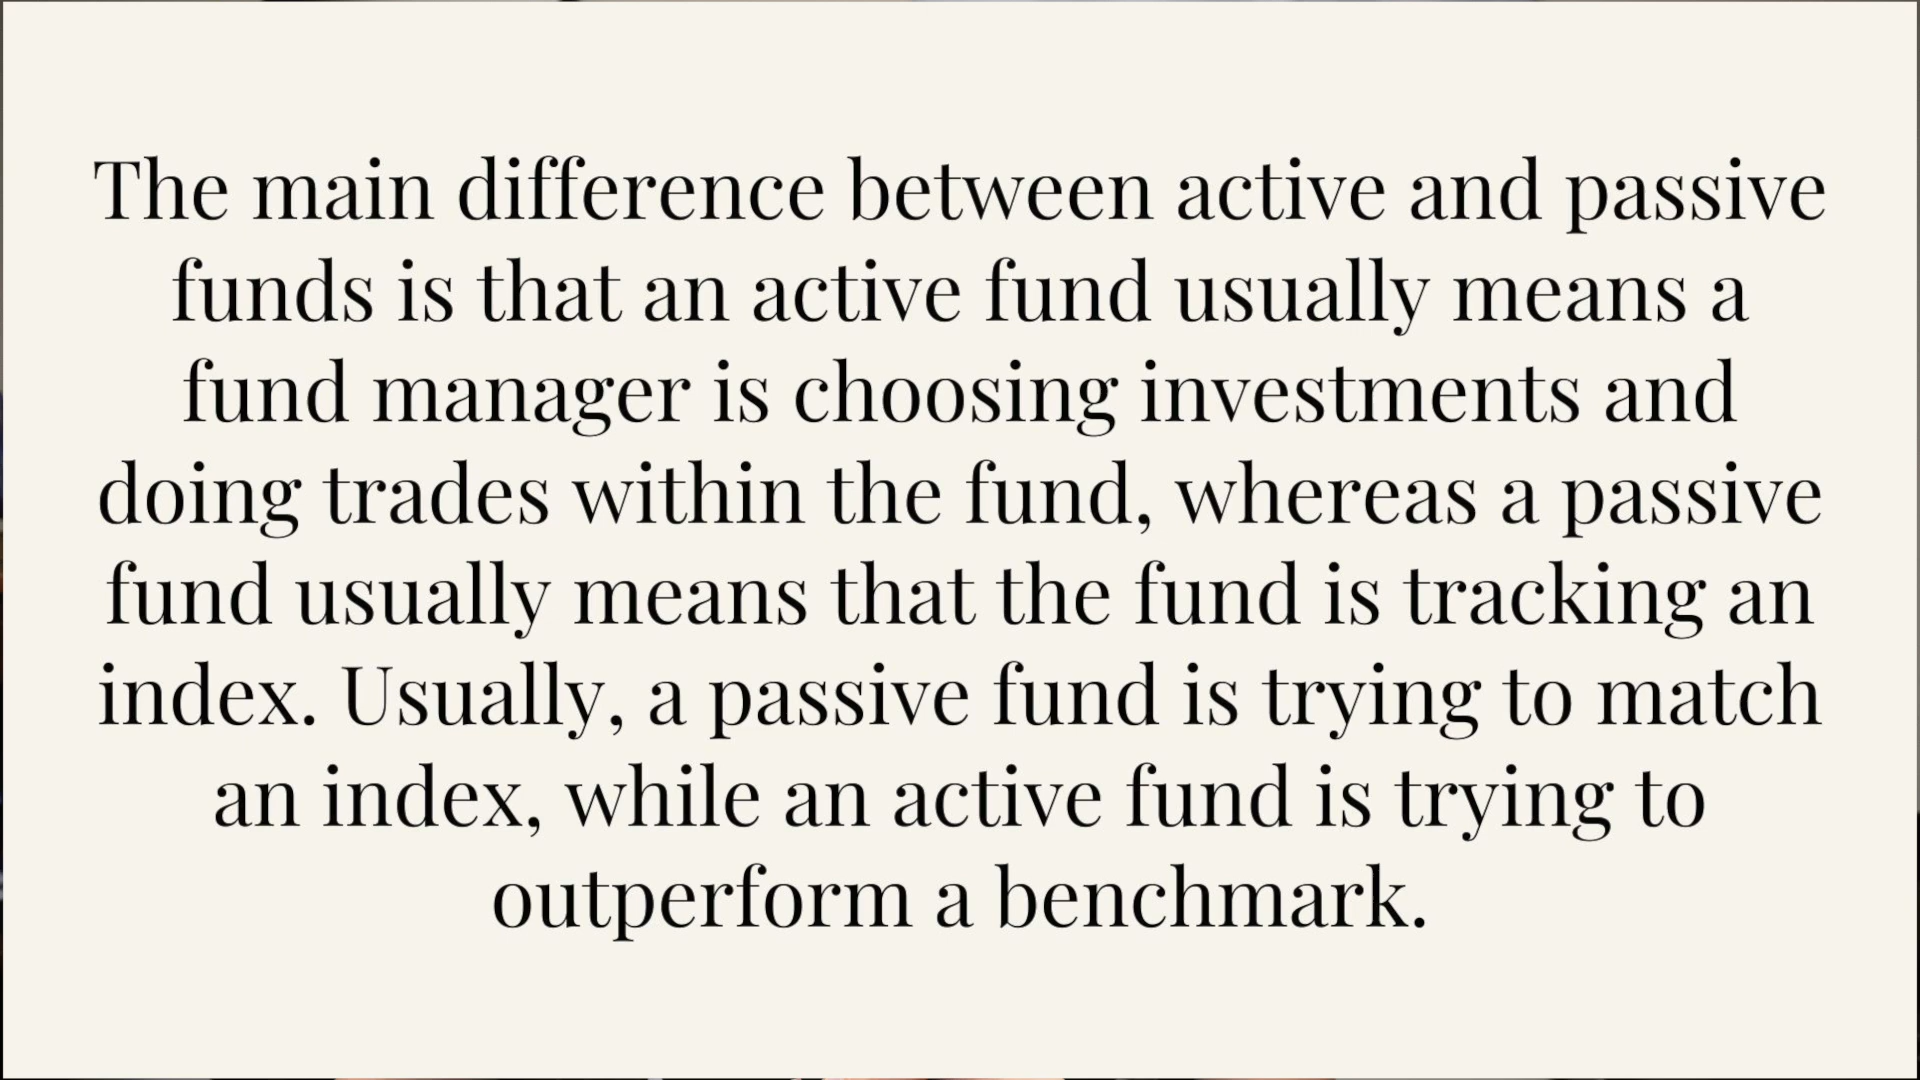 The main difference between active and passive
funds is that an active fund usually means a
fund manager is choosing investments and
doing trades within the fund, whereas a passive
fund usually means that the fund is tracking an
index. Usually, a passive fund is trying to match
an index, while an active fund is trying to
outperform a benchmark.